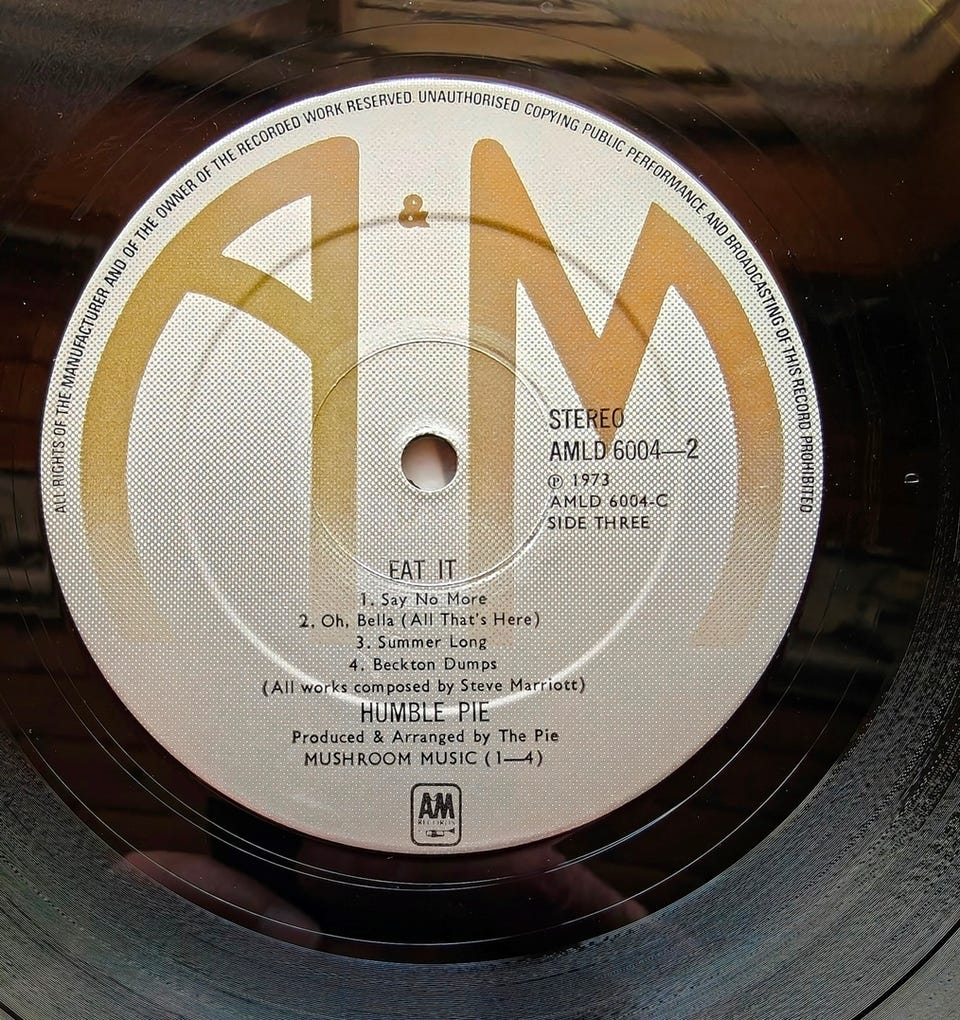 ALL RIGHTS OF THE MANUFACTURER AND OF THE OWNER OF THE RECORDED WORK RESERVED. UNAUTHORISED COPYING PUBLIC PERFORMANCE AND BROADCASTING OF THIS RECORD PROHIBITED
A & M
STEREO
AMLD 6004—2
℗ 1973
AMLD 6004-C
SIDE THREE
EAT IT
1. Say No More
2. Oh, Bella (All That's Here)
3. Summer Long
4. Beckton Dumps
(All works composed by Steve Marriott)
HUMBLE PIE
Produced & Arranged by The Pie
MUSHROOM MUSIC (1—4)
AM
RECORDS